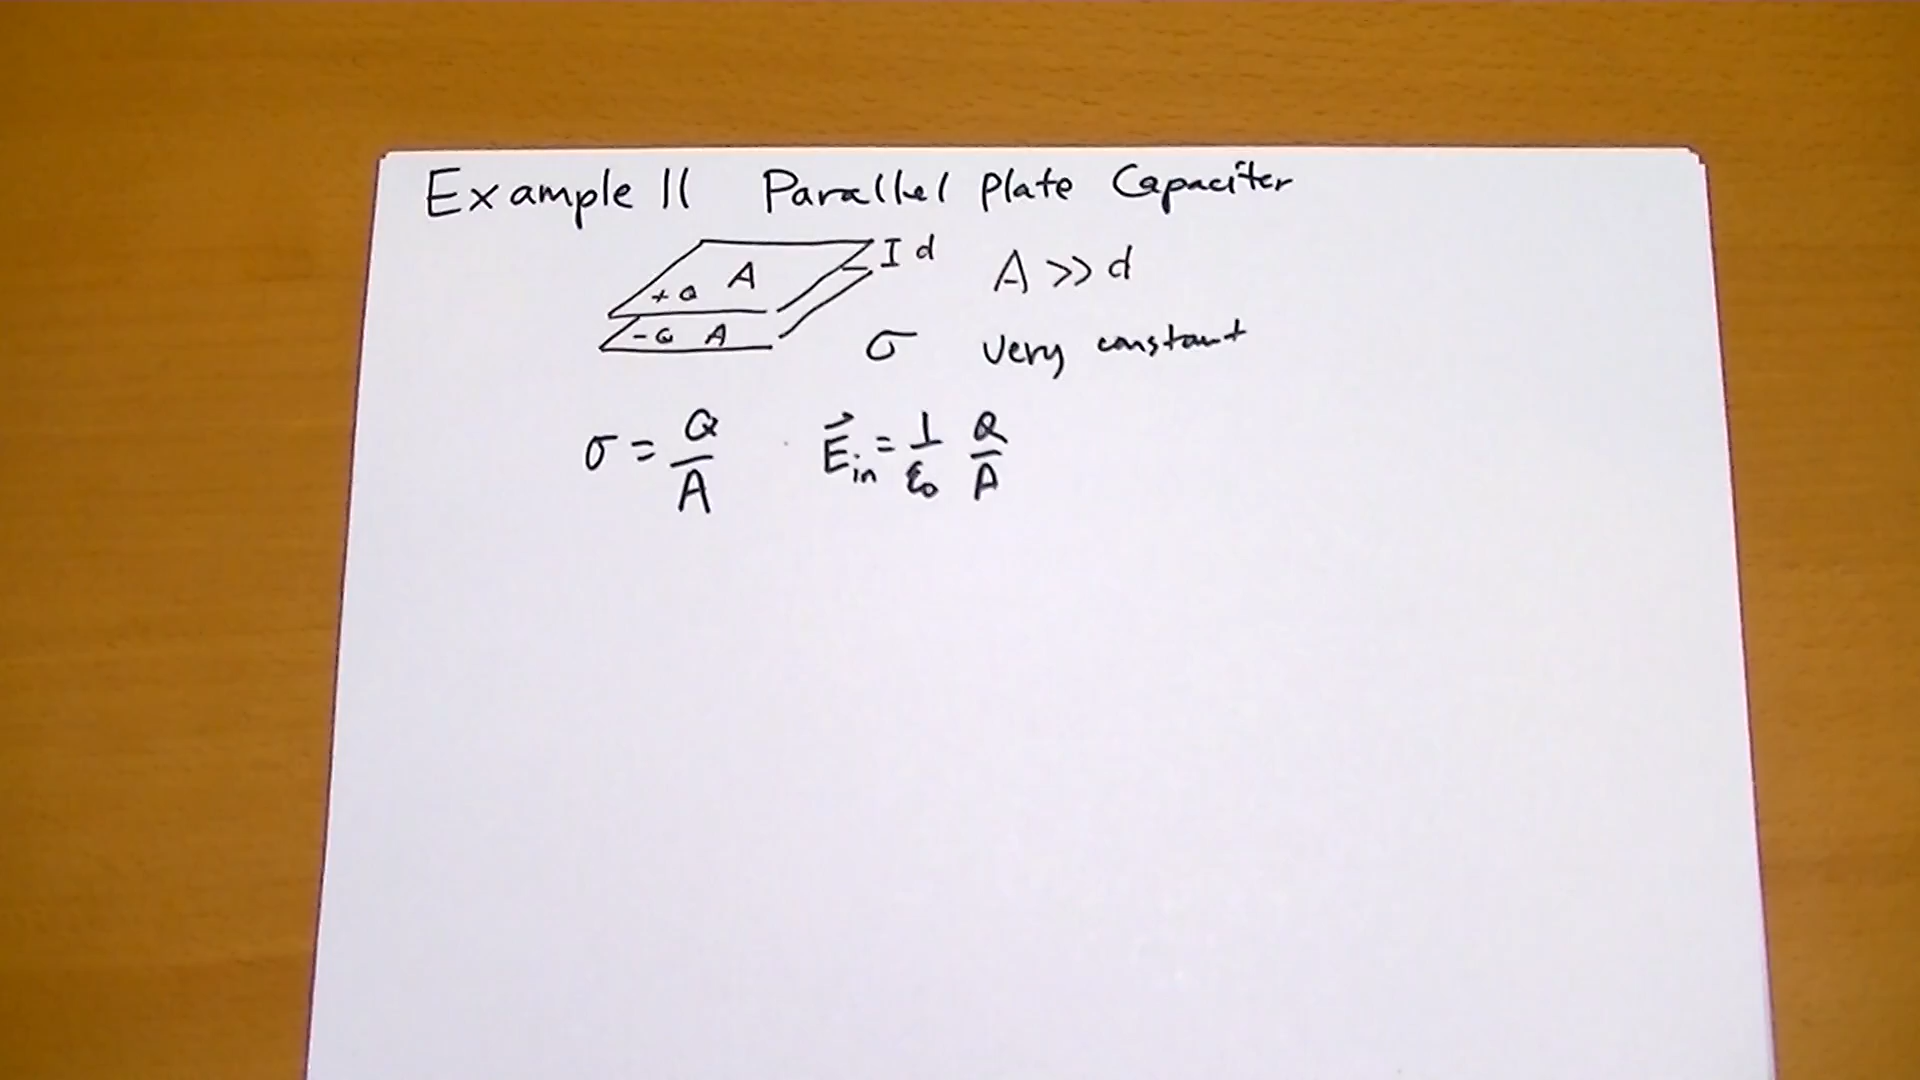 Example 11 Parallel Plate Capaciter
+Q A I d A >> d
-Q A σ very constant
σ = Q/A E⃗in = 1/ε0 Q/A